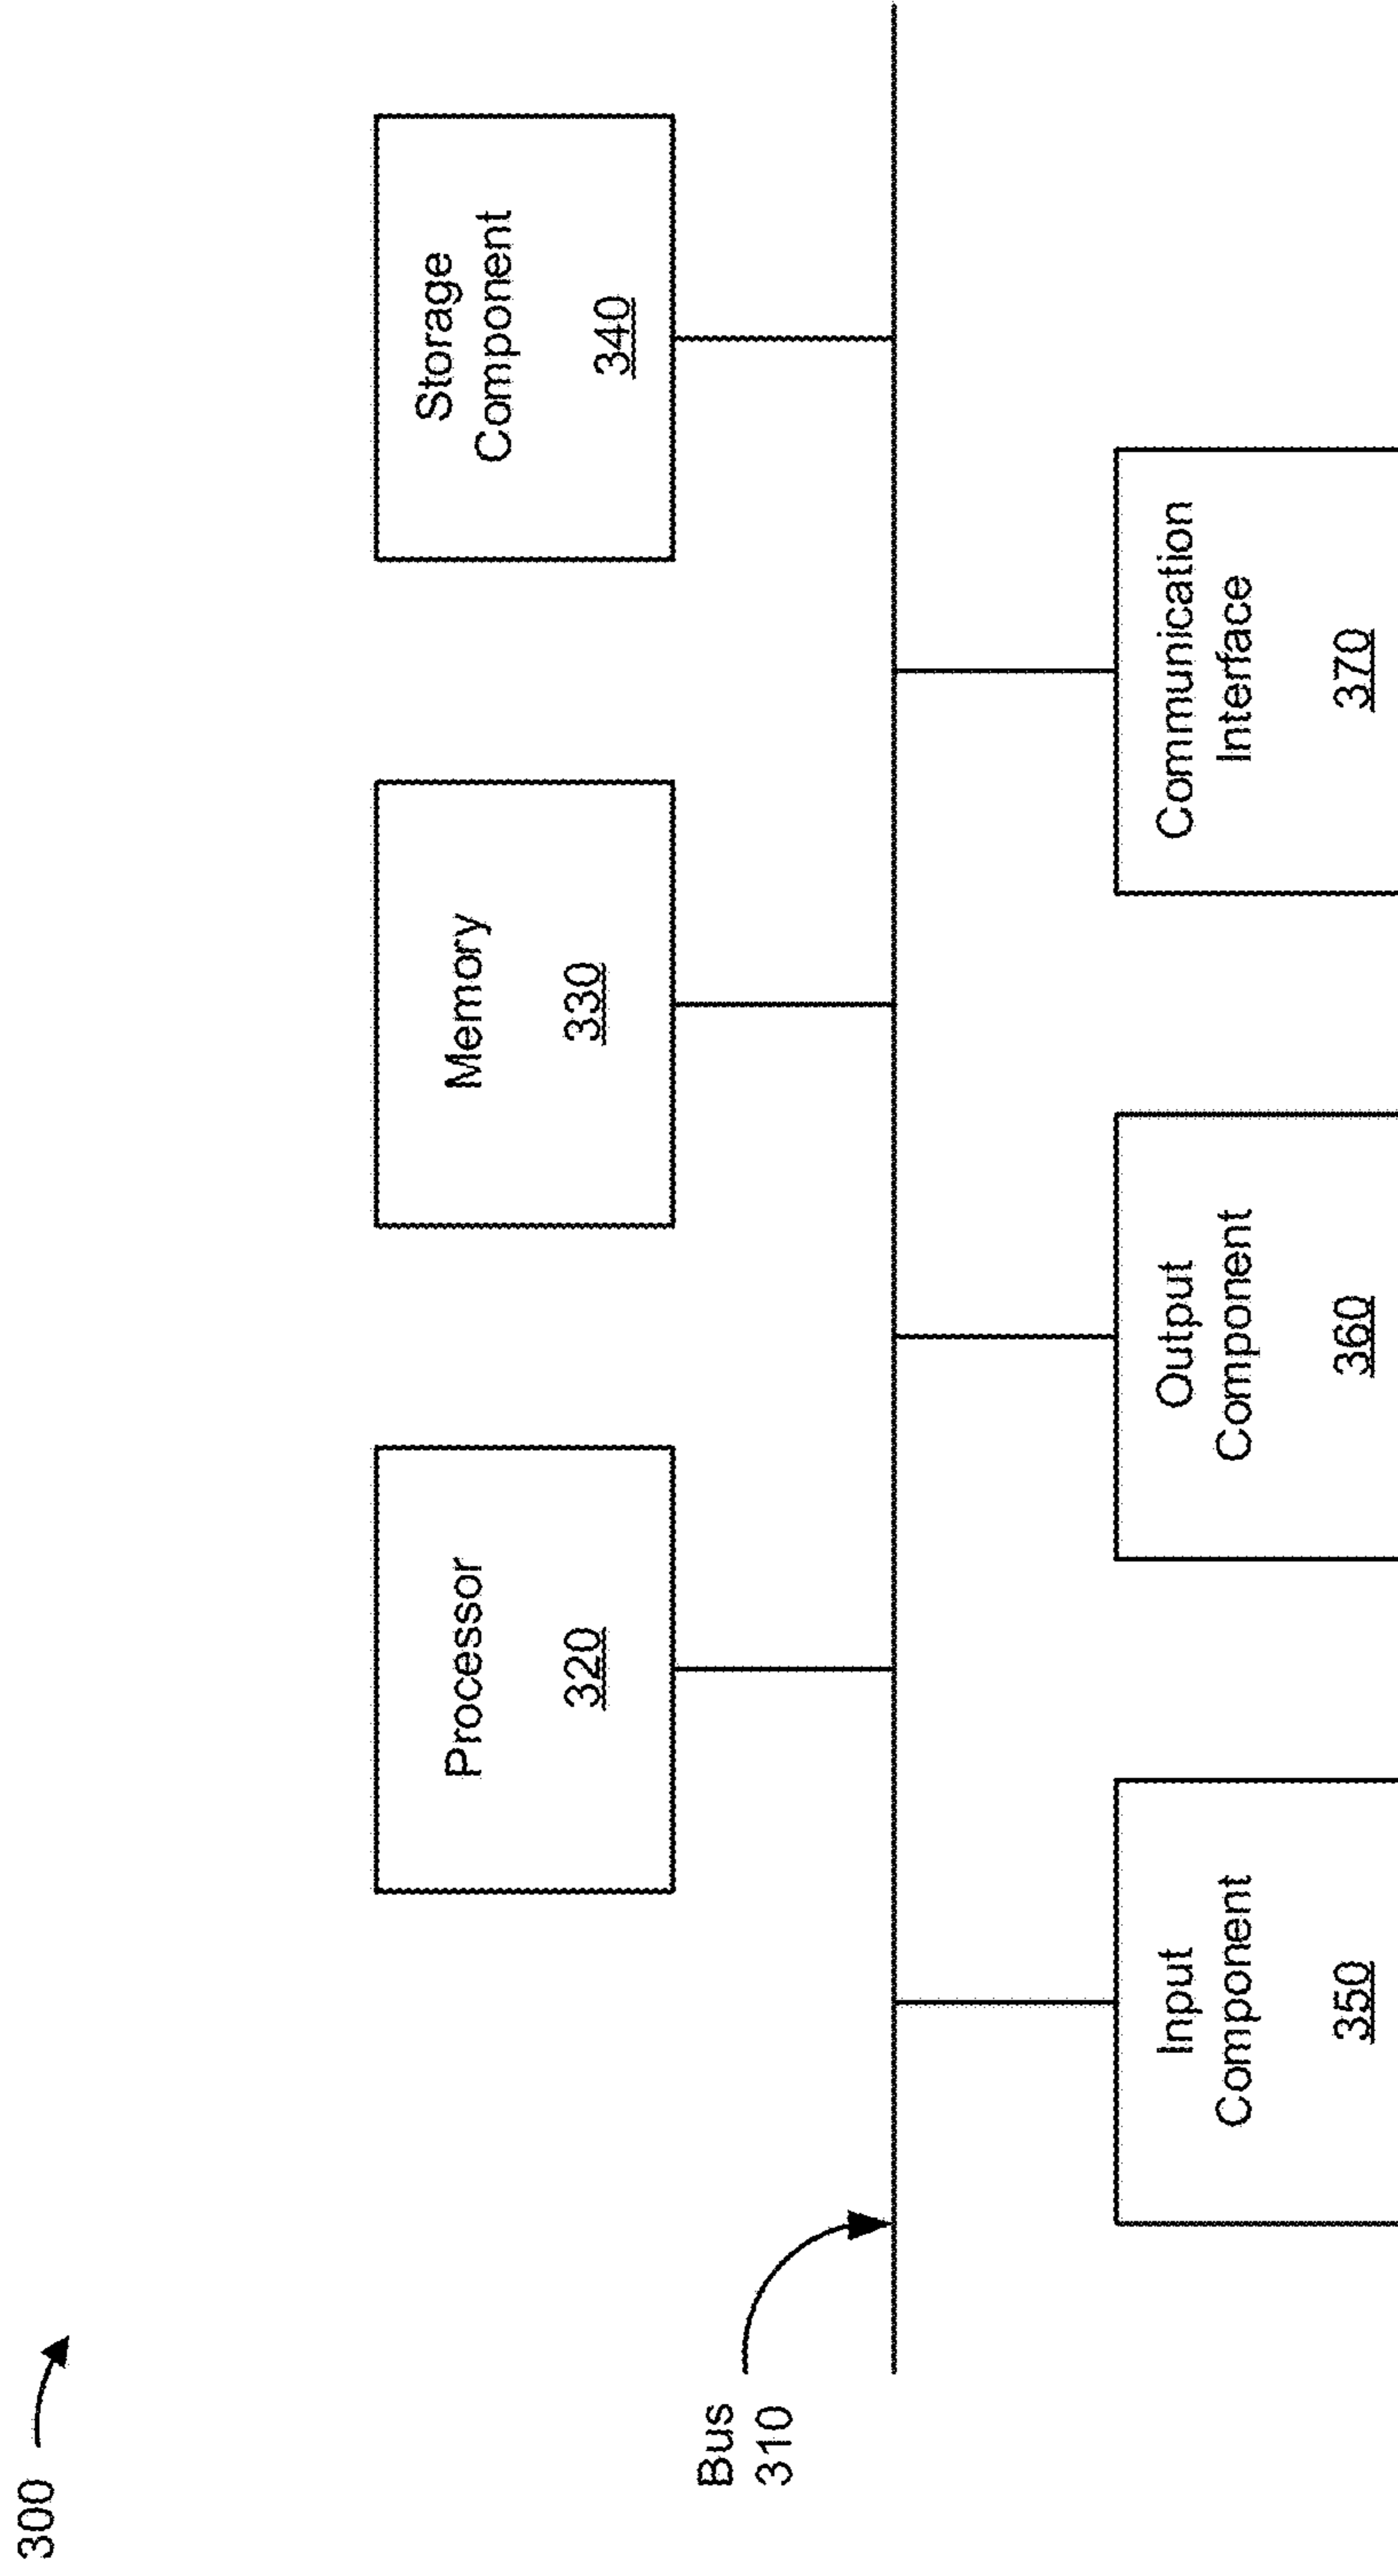 300
Processor
320
Memory
330
Storage
Component
340
Bus
310
Input
Component
350
Output
Component
360
Communication
Interface
370